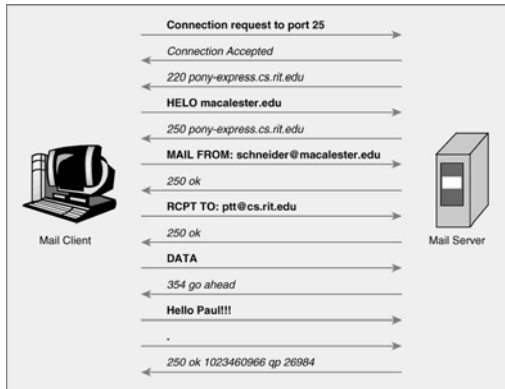 Connection request to port 25
Connection Accepted
220 pony-express.cs.rit.edu
HELO macalester.edu
250 pony-express.cs.rit.edu
MAIL FROM: schneider@macalester.edu
250 ok
RCPT TO: ptt@cs.rit.edu
250 ok
Mail Client
Mail Server
DATA
354 go ahead
Hello Paul!!!
.
250 ok 1023460966 qp 26984